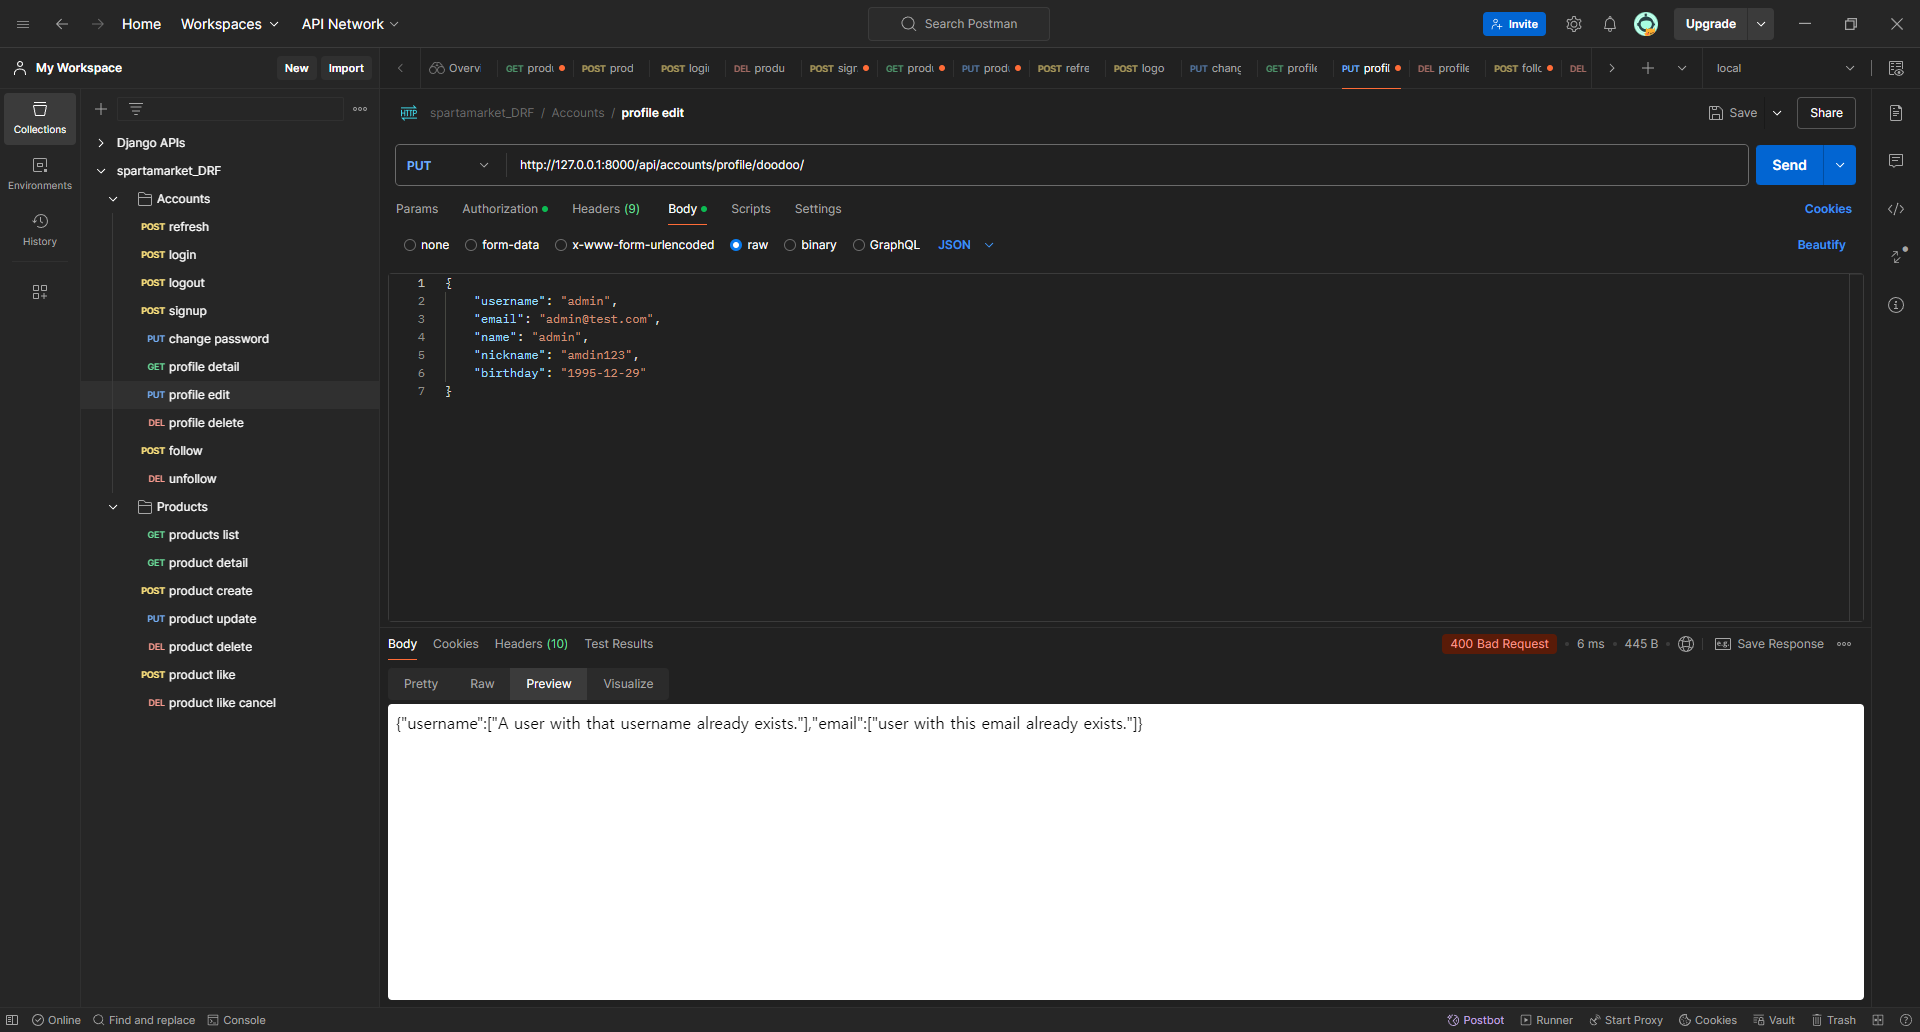 Home Workspaces API Network Search Postman Invite Upgrade
My Workspace New Import Overvi GET produ POST prod POST logi DEL produ POST sigr GET produ PUT produ POST refre POST logo PUT chang GET profile PUT profil DEL profile POST follo DEL local
Collections
Environments
History
Django APIs
spartamarket_DRF
Accounts
POST refresh
POST login
POST logout
POST signup
PUT change password
GET profile detail
PUT profile edit
DEL profile delete
POST follow
DEL unfollow
Products
GET products list
GET product detail
POST product create
PUT product update
DEL product delete
POST product like
DEL product like cancel
HTTP spartamarket_DRF / Accounts / profile edit Save Share
PUT http://127.0.0.1:8000/api/accounts/profile/doodoo/ Send
Params Authorization Headers (9) Body Scripts Settings Cookies
none form-data x-www-form-urlencoded raw binary GraphQL JSON Beautify
1 {
2 "username": "admin",
3 "email": "admin@test.com",
4 "name": "admin",
5 "nickname": "amdin123",
6 "birthday": "1995-12-29"
7 }
Body Cookies Headers (10) Test Results 400 Bad Request 6 ms 445 B e.g. Save Response
Pretty Raw Preview Visualize
{"username":["A user with that username already exists."],"email":["user with this email already exists."]}
Online Find and replace Console Postbot Runner Start Proxy Cookies Vault Trash